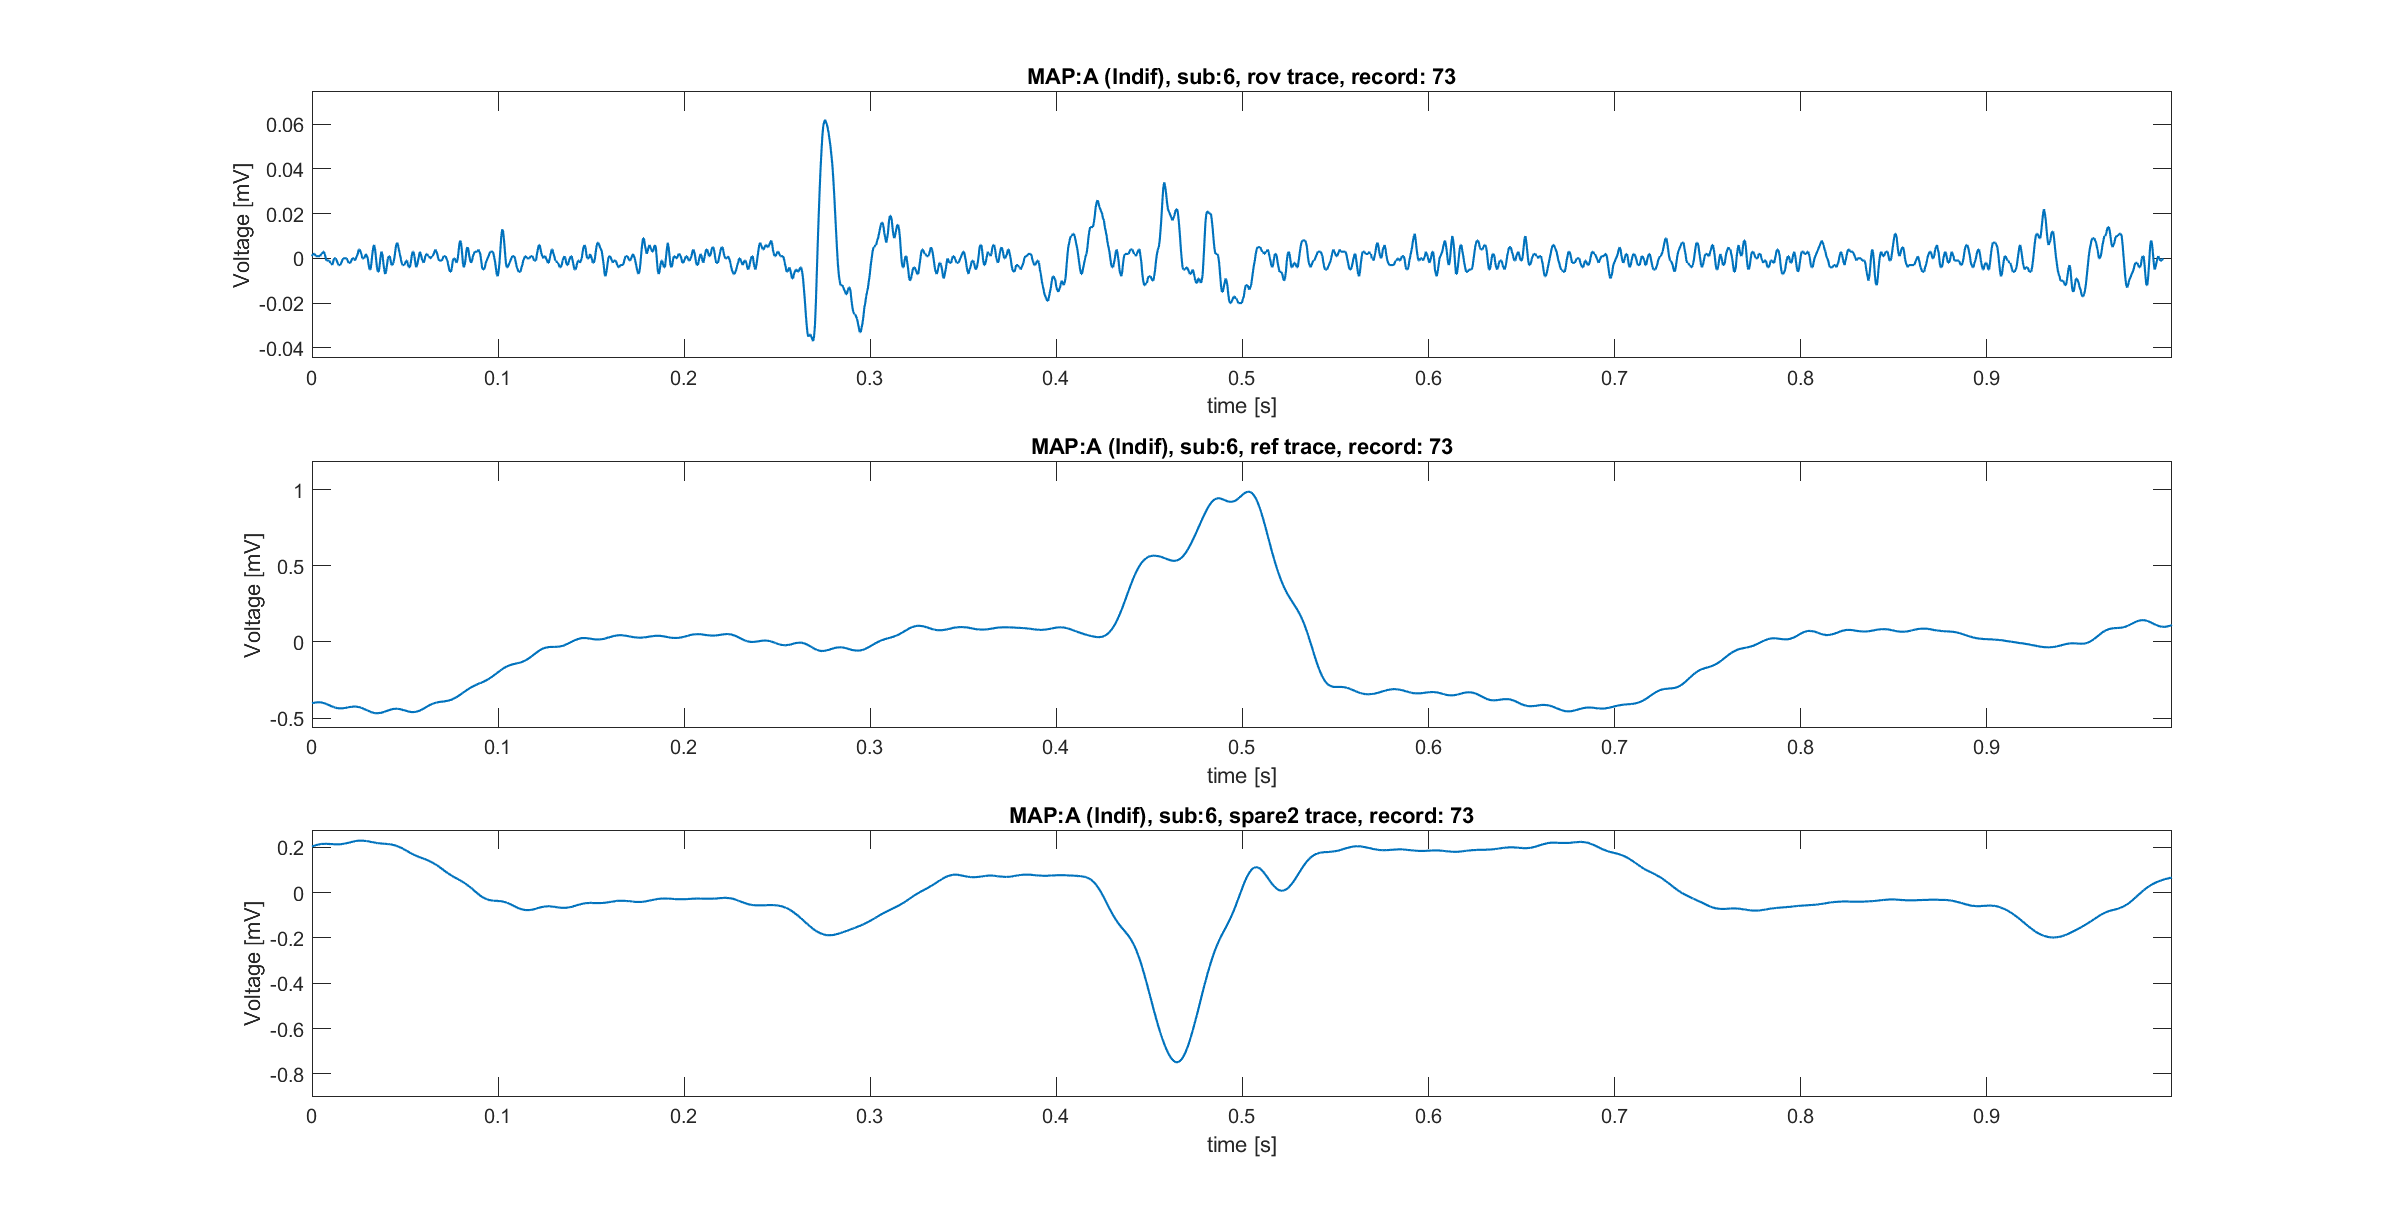 MAP:A (Indif), sub:6, rov trace, record: 73
Voltage [mV]
0.06
0.04
0.02
0
-0.02
-0.04
0 0.1 0.2 0.3 0.4 0.5 0.6 0.7 0.8 0.9
time [s]
MAP:A (Indif), sub:6, ref trace, record: 73
Voltage [mV]
1
0.5
0
-0.5
0 0.1 0.2 0.3 0.4 0.5 0.6 0.7 0.8 0.9
time [s]
MAP:A (Indif), sub:6, spare2 trace, record: 73
Voltage [mV]
0.2
0
-0.2
-0.4
-0.6
-0.8
0 0.1 0.2 0.3 0.4 0.5 0.6 0.7 0.8 0.9
time [s]